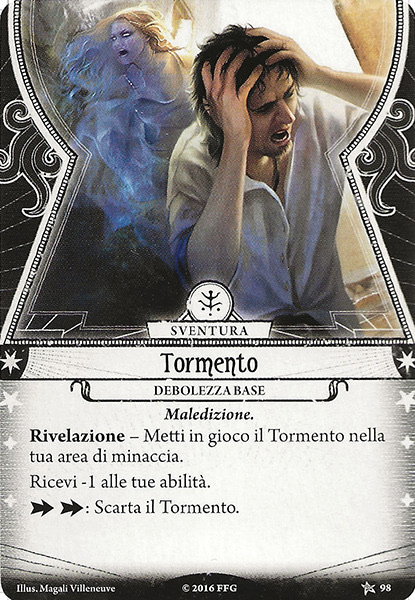 SVENTURA
Tormento
DEBOLEZZA BASE
Maledizione.
Rivelazione – Metti in gioco il Tormento nella
tua area di minaccia.
Ricevi -1 alle tue abilità.
: Scarta il Tormento.
Illus. Magali Villeneuve © 2016 FFG 98